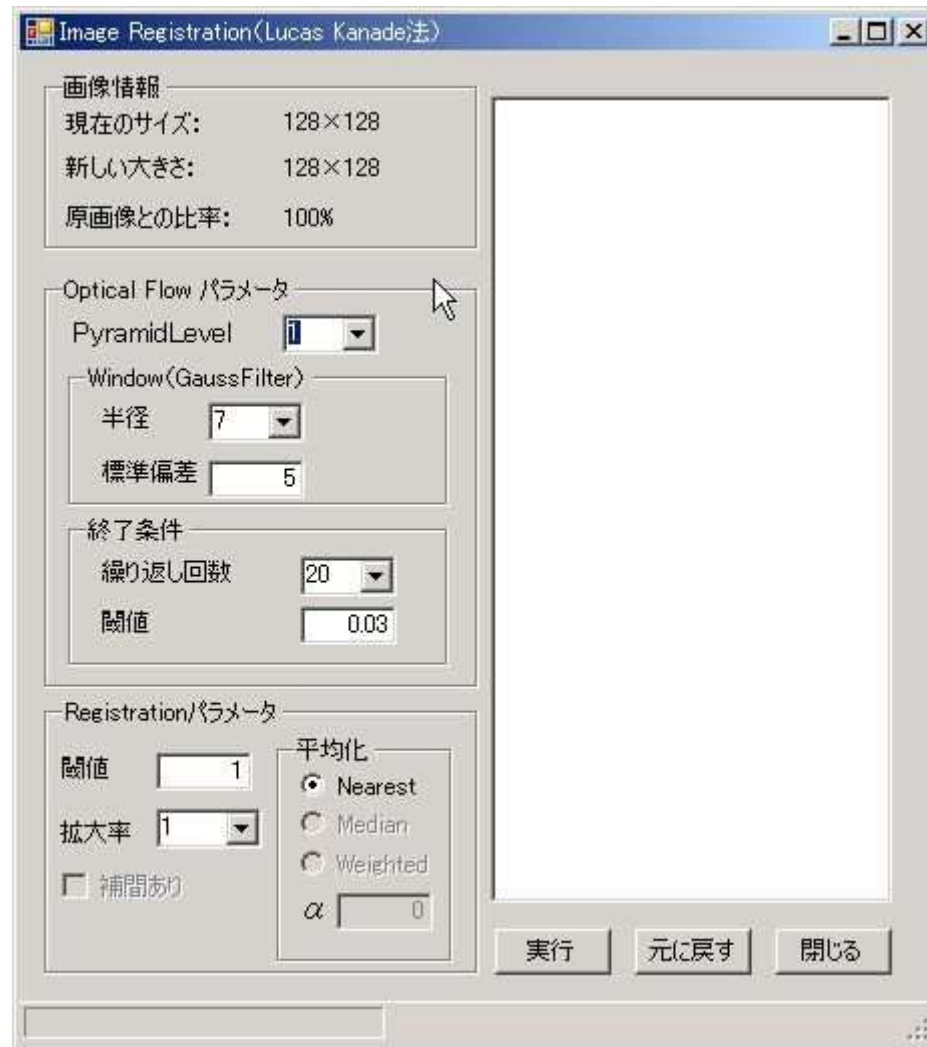 Image Registration(Lucas Kanade法)
画像情報
現在のサイズ: 128×128
新しい大きさ: 128×128
原画像との比率: 100%
Optical Flow パラメータ
PyramidLevel 1
Window(GaussFilter)
半径 7
標準偏差 5
終了条件
繰り返し回数 20
閾値 0.03
Registrationパラメータ
閾値 1
拡大率 1
補間あり
平均化
Nearest
Median
Weighted
α 0
実行 元に戻す 閉じる